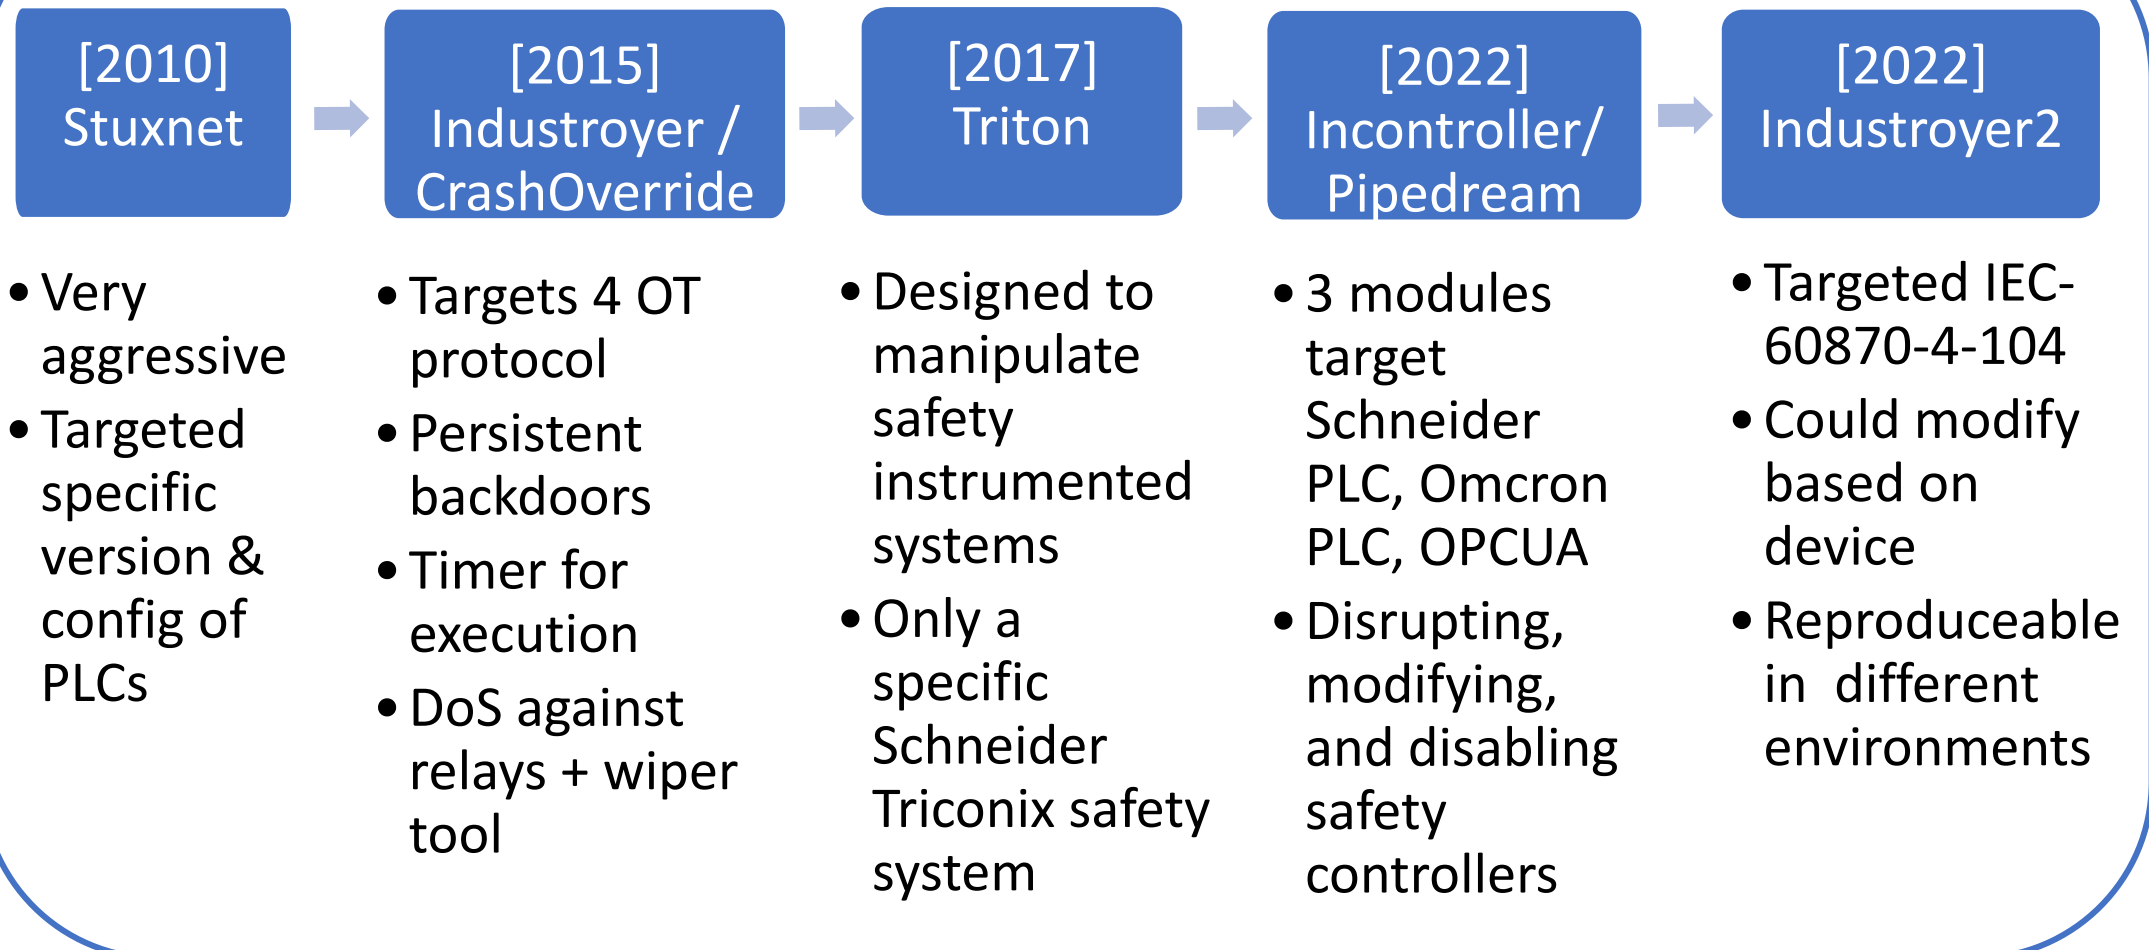 [2010]
Stuxnet
• Very
aggressive
• Targeted
specific
version &
config of
PLCs
[2015]
Industroyer /
CrashOverride
• Targets 4 OT
protocol
• Persistent
backdoors
• Timer for
execution
• DoS against
relays + wiper
tool
[2017]
Triton
• Designed to
manipulate
safety
instrumented
systems
• Only a
specific
Schneider
Triconix safety
system
[2022]
Incontroller/
Pipedream
• 3 modules
target
Schneider
PLC, Omcron
PLC, OPCUA
• Disrupting,
modifying,
and disabling
safety
controllers
[2022]
Industroyer2
• Targeted IEC-
60870-4-104
• Could modify
based on
device
• Reproduceable
in  different
environments